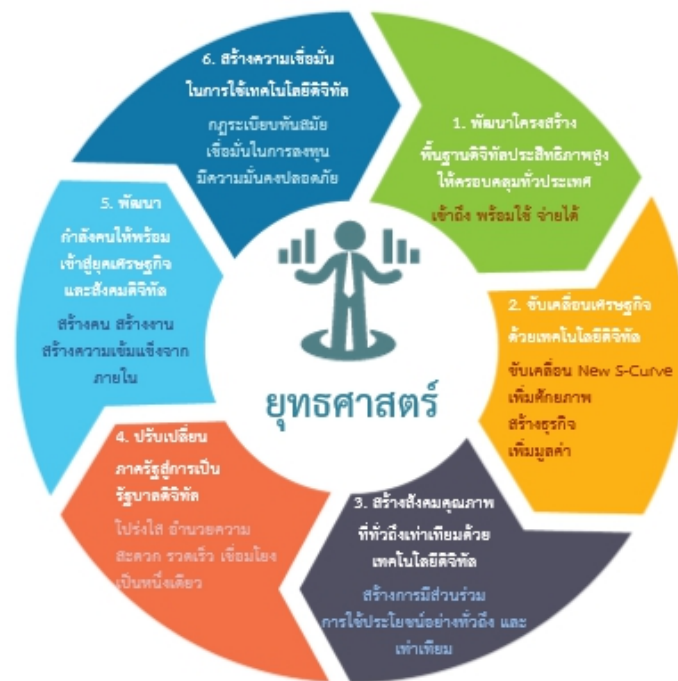 1. พัฒนาโครงสร้าง
พื้นฐานดิจิทัลประสิทธิภาพสูง
ให้ครอบคลุมทั่วประเทศ
เข้าถึง พร้อมใช้ จ่ายได้
2. ขับเคลื่อนเศรษฐกิจ
ด้วยเทคโนโลยีดิจิทัล
ขับเคลื่อน New S-Curve
เพิ่มศักยภาพ
สร้างธุรกิจ
เพิ่มมูลค่า
3. สร้างสังคมคุณภาพ
ที่ทั่วถึงเท่าเทียมด้วย
เทคโนโลยีดิจิทัล
สร้างการมีส่วนร่วม
การใช้ประโยชน์อย่างทั่วถึง และ
เท่าเทียม
4. ปรับเปลี่ยน
ภาครัฐสู่การเป็น
รัฐบาลดิจิทัล
โปร่งใส อำนวยความ
สะดวก รวดเร็ว เชื่อมโยง
เป็นหนึ่งเดียว
5. พัฒนา
กำลังคนให้พร้อม
เข้าสู่ยุคเศรษฐกิจ
และสังคมดิจิทัล
สร้างคน สร้างงาน
สร้างความเข้มแข็งจาก
ภายใน
6. สร้างความเชื่อมั่น
ในการใช้เทคโนโลยีดิจิทัล
กฎระเบียบทันสมัย
เชื่อมั่นในการลงทุน
มีความมั่นคงปลอดภัย
ยุทธศาสตร์